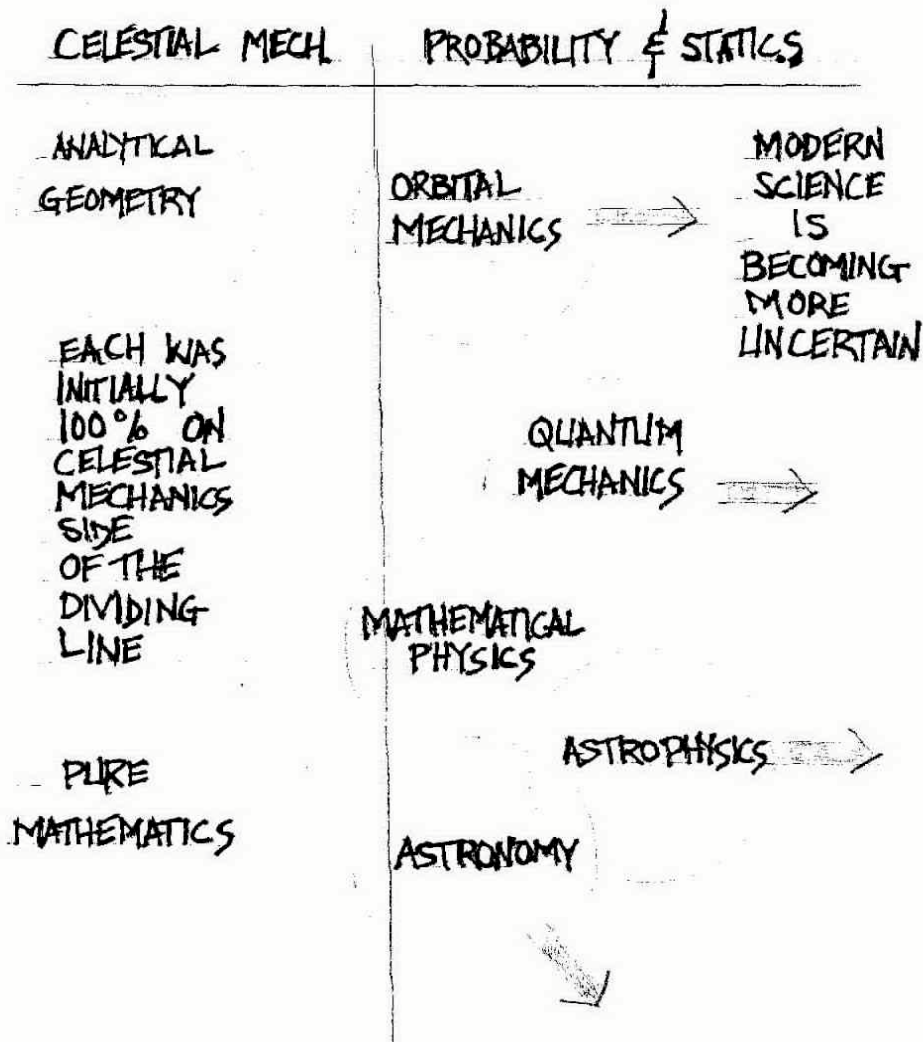 CELESTIAL MECH.
PROBABILITY & STATICS
ANALYTICAL
GEOMETRY
ORBITAL
MECHANICS
MODERN
SCIENCE
IS
BECOMING
MORE
UNCERTAIN
EACH WAS
INITIALLY
100% ON
CELESTIAL
MECHANICS
SIDE
OF THE
DIVIDING
LINE
QUANTUM
MECHANICS
MATHEMATICAL
PHYSICS
ASTROPHYSICS
PURE
MATHEMATICS
ASTRONOMY